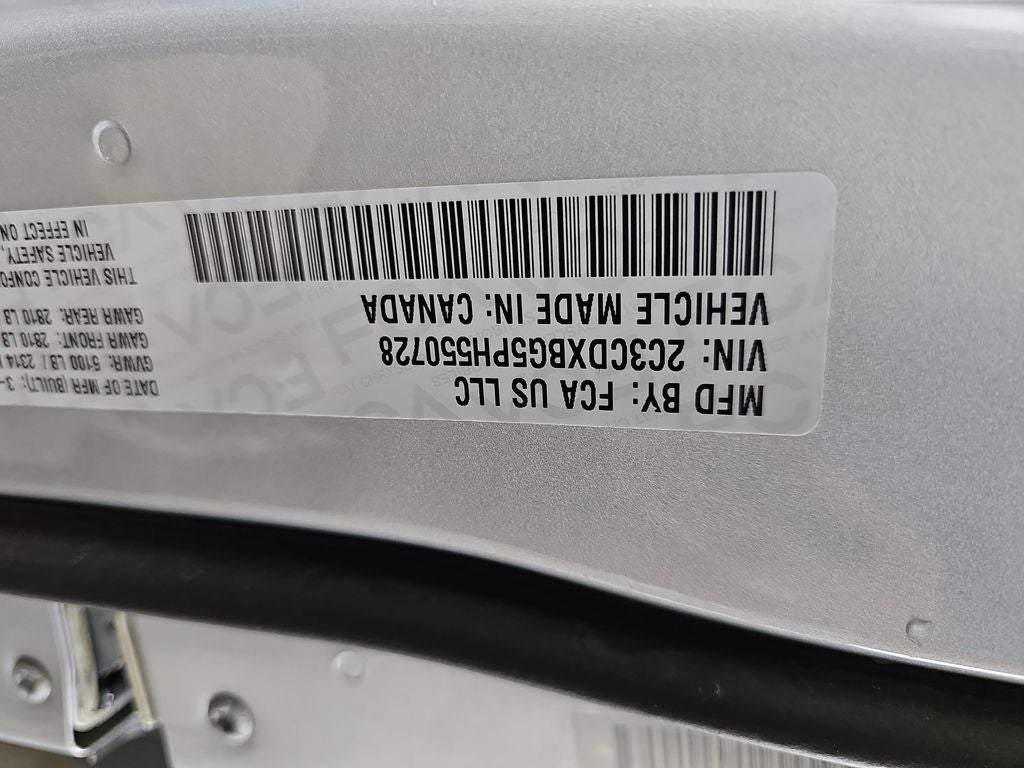 MFD BY: FCA US LLC
VIN: 2C3CDXBG5PH550728
VEHICLE MADE IN: CANADA
DATE OF MFR (BUILT): 3-
GVWR: 5100 LB ( 2314
GAWR FRONT: 2810 LB
GAWR REAR: 2810 LB
THIS VEHICLE CONFO
VEHICLE SAFETY,
IN EFFECT ON